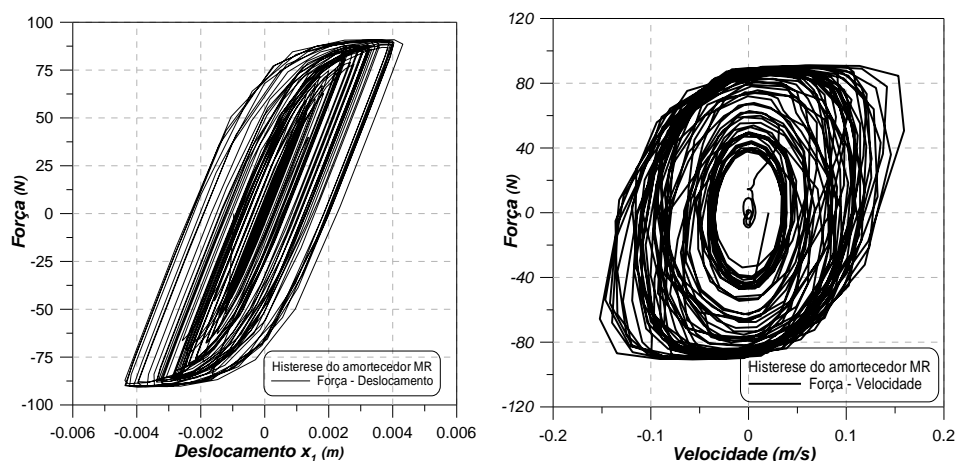 100
75
50
25
0
-25
-50
-75
-100
Força (N)
-0.006 -0.004 -0.002 0 0.002 0.004 0.006
Deslocamento x1 (m)
Histerese do amortecedor MR
Força - Deslocamento
120
80
40
0
-40
-80
-120
Força (N)
-0.2 -0.1 0 0.1 0.2
Velocidade (m/s)
Histerese do amortecedor MR
Força - Velocidade